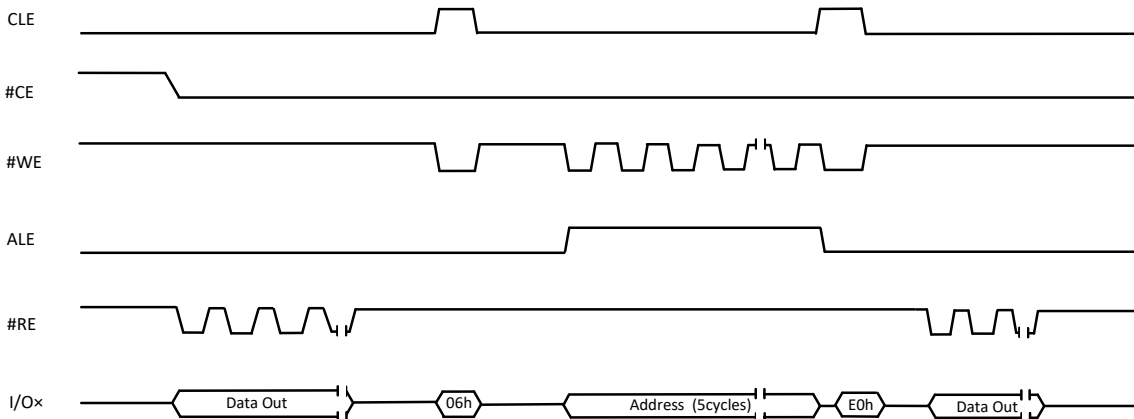 CLE
#CE
#WE
ALE
#RE
I/O×
Data Out
06h
Address (5cycles)
E0h
Data Out